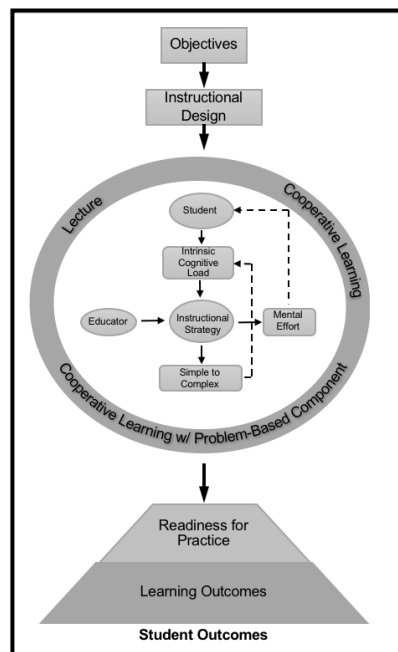 Objectives
Instructional
Design
Lecture
Cooperative Learning
Student
Intrinsic
Cognitive
Load
Educator
Instructional
Strategy
Mental
Effort
Simple to
Complex
Cooperative Learning w/ Problem-Based Component
Readiness for
Practice
Learning Outcomes
Student Outcomes